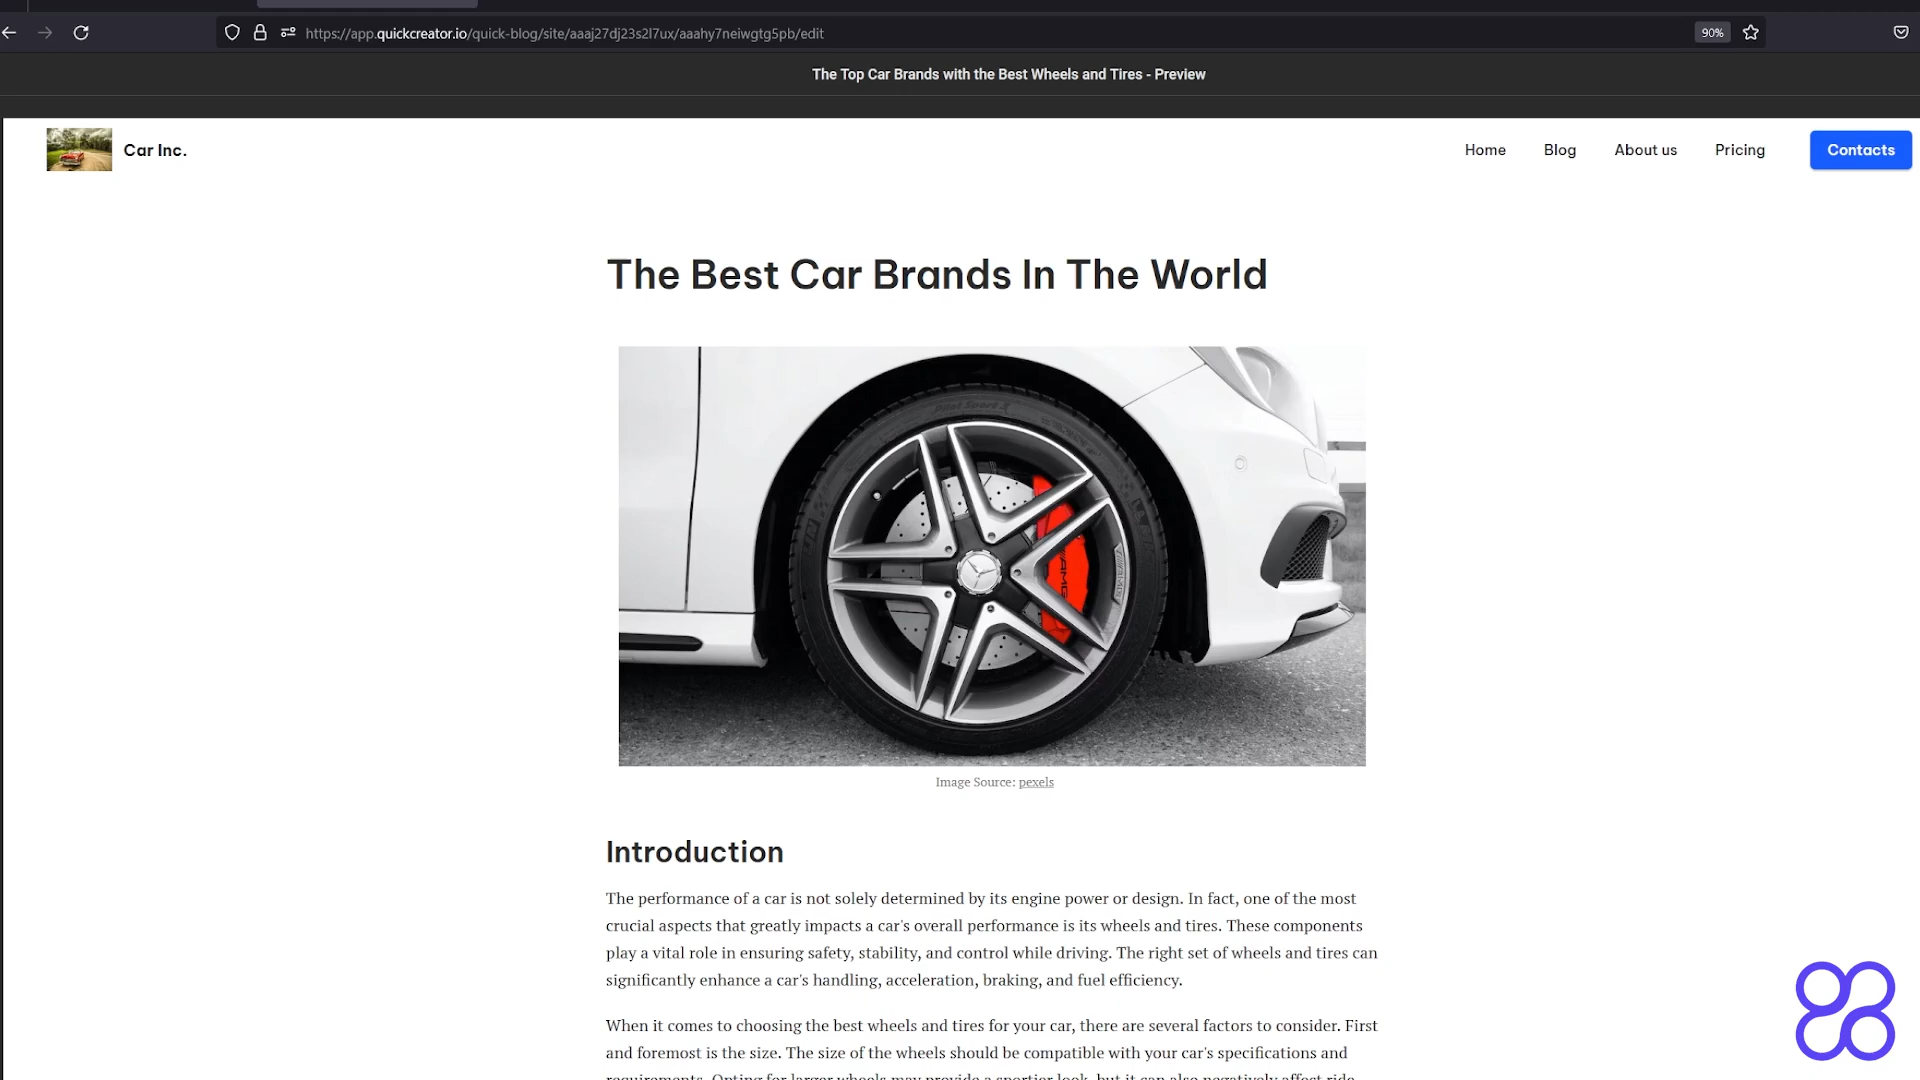 https://app.quickcreator.io/quick-blog/site/aaaj27dj23s2l7ux/aaahy7neiwgtg5pb/edit
90%
The Top Car Brands with the Best Wheels and Tires - Preview
Car Inc.
Home
Blog
About us
Pricing
Contacts
The Best Car Brands In The World
Pilot Sport
AMG
Image Source: pexels
Introduction
The performance of a car is not solely determined by its engine power or design. In fact, one of the most
crucial aspects that greatly impacts a car's overall performance is its wheels and tires. These components
play a vital role in ensuring safety, stability, and control while driving. The right set of wheels and tires can
significantly enhance a car's handling, acceleration, braking, and fuel efficiency.
When it comes to choosing the best wheels and tires for your car, there are several factors to consider. First
and foremost is the size. The size of the wheels should be compatible with your car's specifications and
requirements. Opting for larger wheels may provide a sportier look, but it can also negatively affect ride